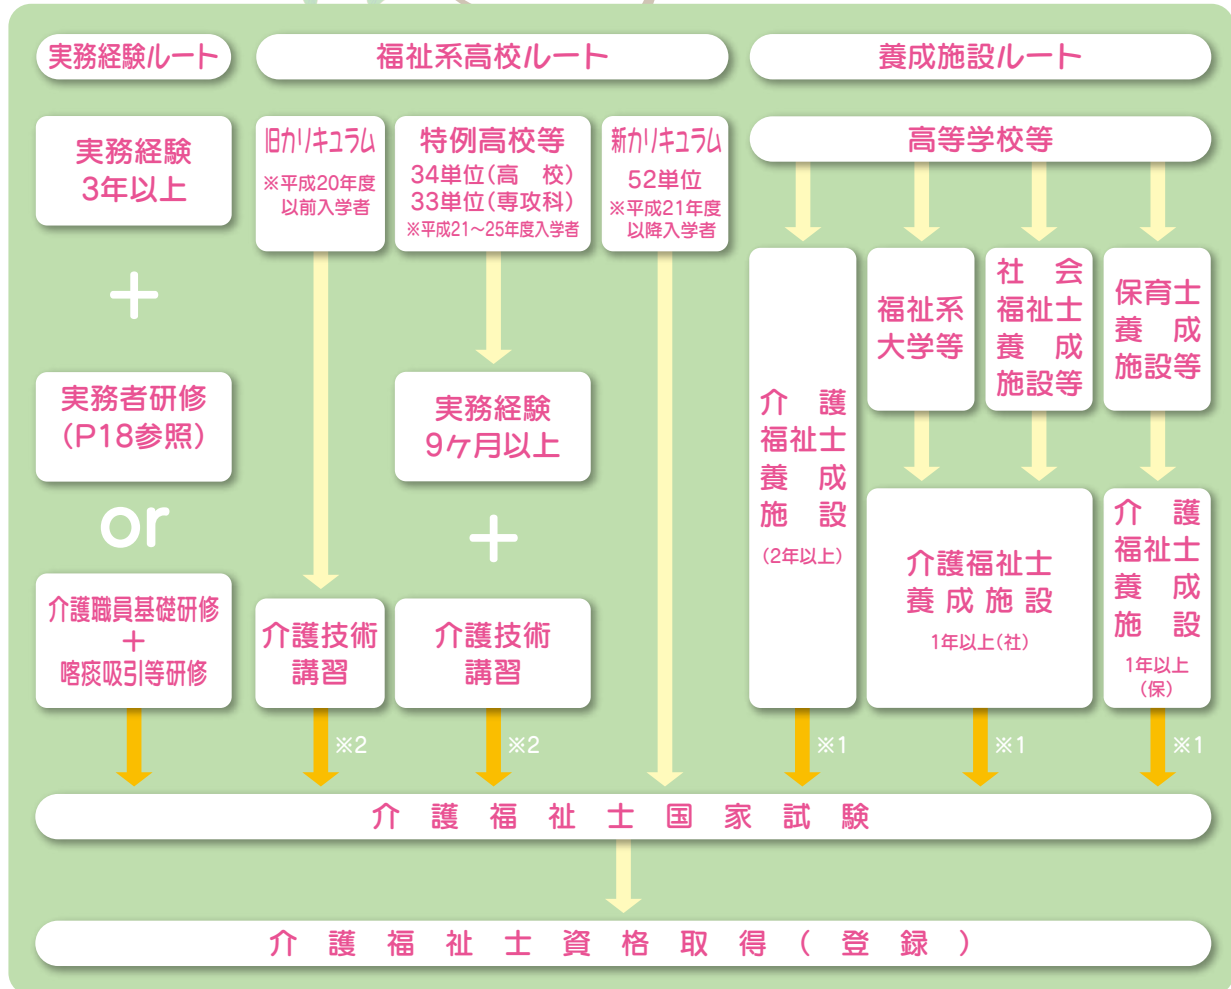 実務経験ルート
福祉系高校ルート
養成施設ルート
実務経験
3年以上
+
実務者研修
(P18参照)
or
介護職員基礎研修
+
喀痰吸引等研修
旧カリキュラム
※平成20年度
以前入学者
介護技術
講習
※2
特例高校等
34単位(高 校)
33単位(専攻科)
※平成21〜25年度入学者
実務経験
9ケ月以上
+
介護技術
講習
※2
新カリキュラム
52単位
※平成21年度
以降入学者
高等学校等
介 護
福祉士
養 成
施 設
(2年以上)
※1
福祉系
大学等
社 会
福祉士
養 成
施設等
介護福祉士
養 成 施 設
1年以上(社)
※1
保育士
養 成
施設等
介 護
福祉士
養 成
施 設
1年以上
(保)
※1
介 護 福 祉 士 国 家 試 験
介 護 福 祉 士 資 格 取 得 ( 登 録 )